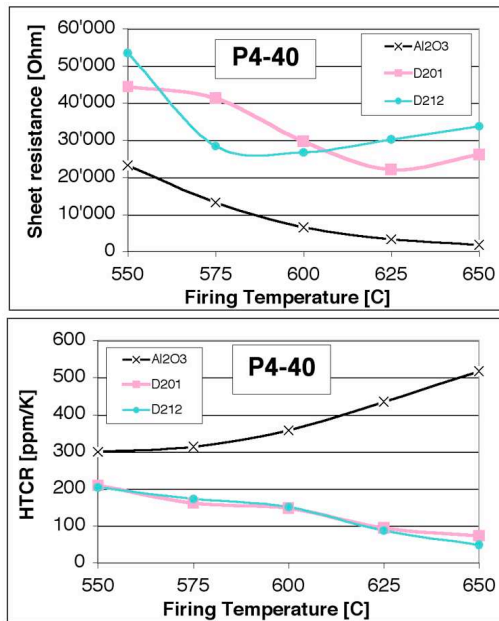 60'000
50'000
40'000
30'000
20'000
10'000
0
Sheet resistance [Ohm]
P4-40
Al2O3
D201
D212
550
575
600
625
650
Firing Temperature [C]
600
500
400
300
200
100
0
HTCR [ppm/K]
Al2O3
D201
D212
P4-40
550
575
600
625
650
Firing Temperature [C]